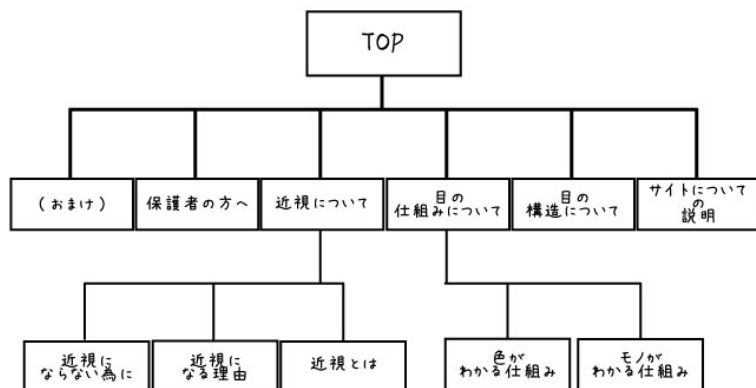 TOP
(おまけ)
保護者の方へ
近視について
目の
仕組みについて
目の
構造について
サイトについて
の
説明
近視に
ならない為に
近視に
なる理由
近視とは
色が
わかる仕組み
モノが
わかる仕組み